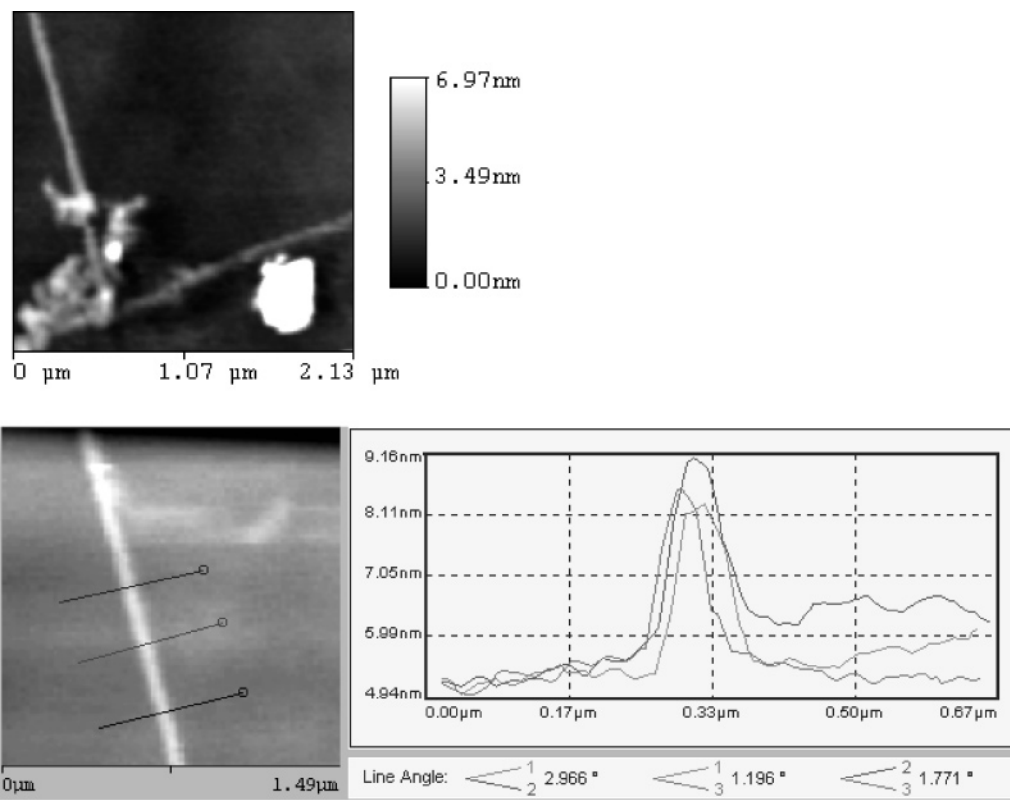 6.97nm
3.49nm
0.00nm
0 µm 1.07 µm 2.13 µm
9.16nm
8.11nm
7.05nm
5.99nm
4.94nm
0.00µm 0.17µm 0.33µm 0.50µm 0.67µm
0µm 1.49µm
Line Angle: 1 2 2.966 ° 1 3 1.196 ° 2 3 1.771 °